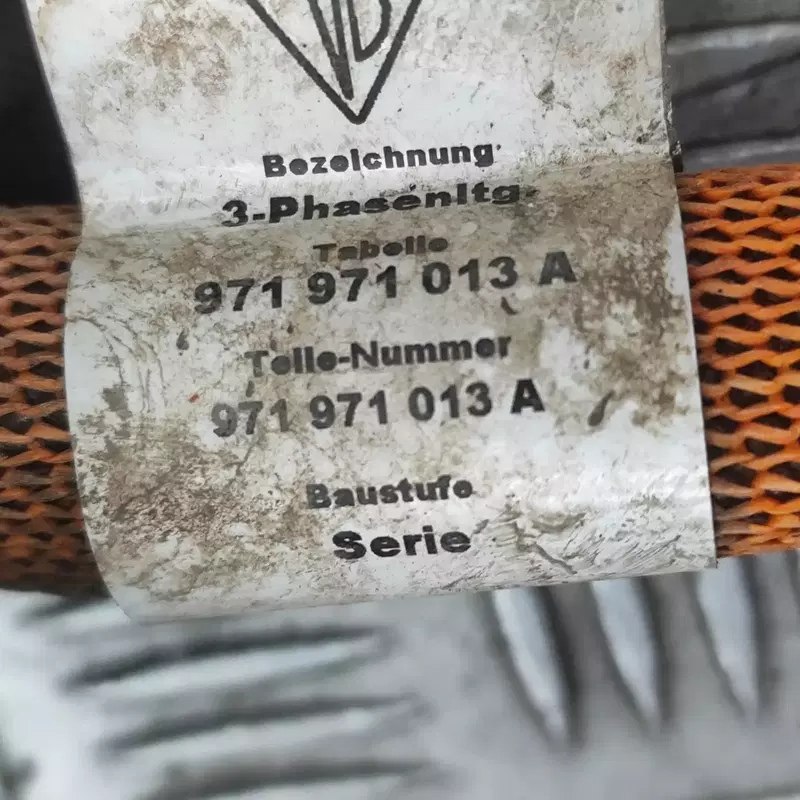 Bezeichnung
3-Phasenltg.
Tabelle
971 971 013 A
Teile-Nummer
971 971 013 A
Baustufe
Serie